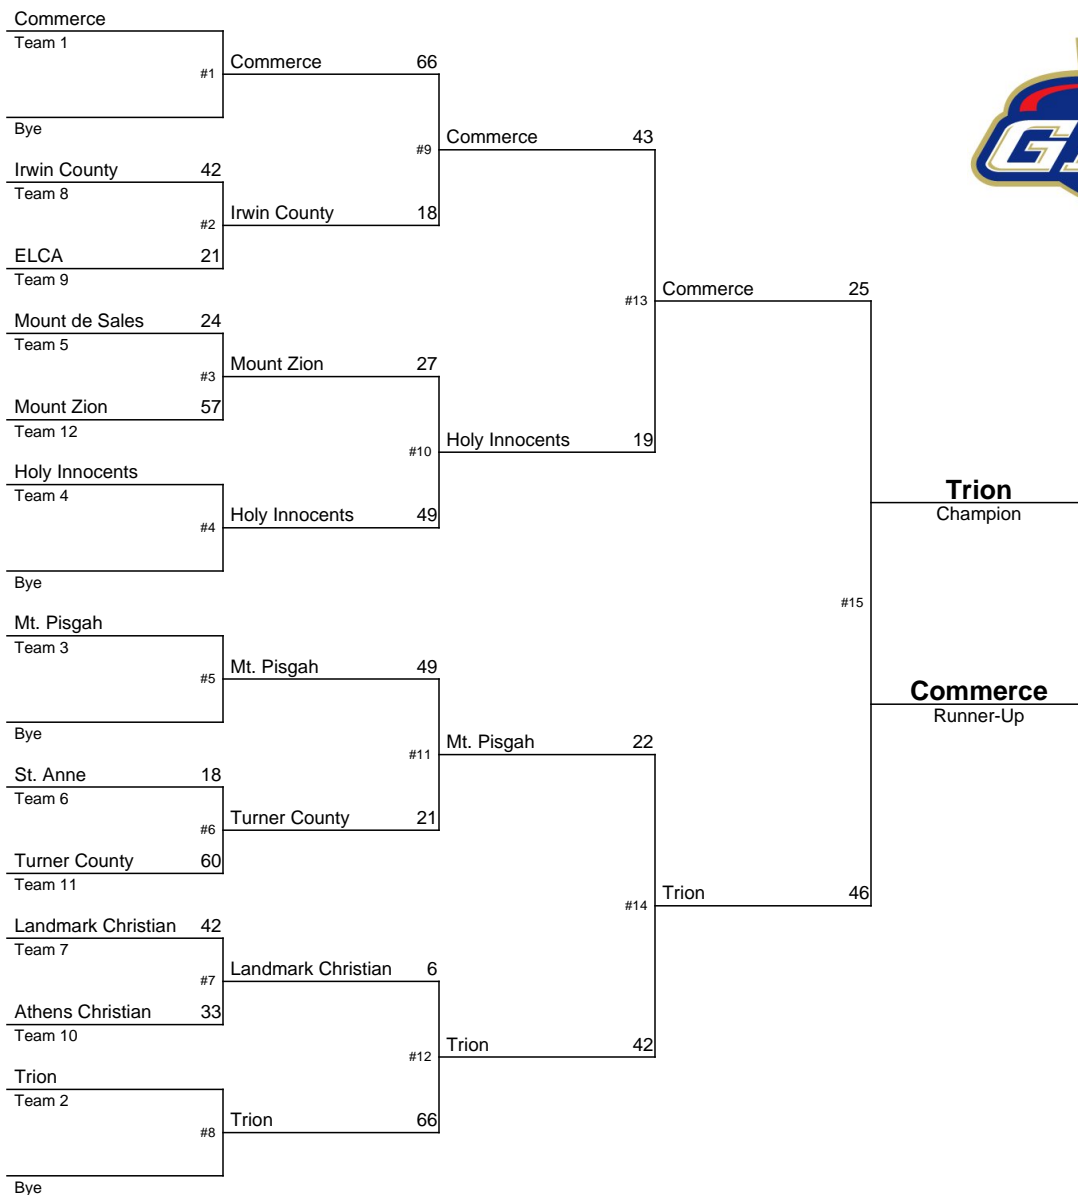 Commerce
Team 1
#1
Commerce 66
Bye
#9
Commerce 43
Irwin County 42
Team 8
#2
Irwin County 18
ELCA 21
Team 9
#13
Commerce 25
Mount de Sales 24
Team 5
#3
Mount Zion 27
Mount Zion 57
Team 12
#10
Holy Innocents 19
Holy Innocents
Team 4
#4
Holy Innocents 49
Bye
Trion
Champion
#15
Mt. Pisgah
Team 3
#5
Mt. Pisgah 49
Bye
Commerce
Runner-Up
#11
Mt. Pisgah 22
St. Anne 18
Team 6
#6
Turner County 21
Turner County 60
Team 11
#14
Trion 46
Landmark Christian 42
Team 7
#7
Landmark Christian 6
Athens Christian 33
Team 10
#12
Trion 42
Trion
Team 2
#8
Trion 66
Bye